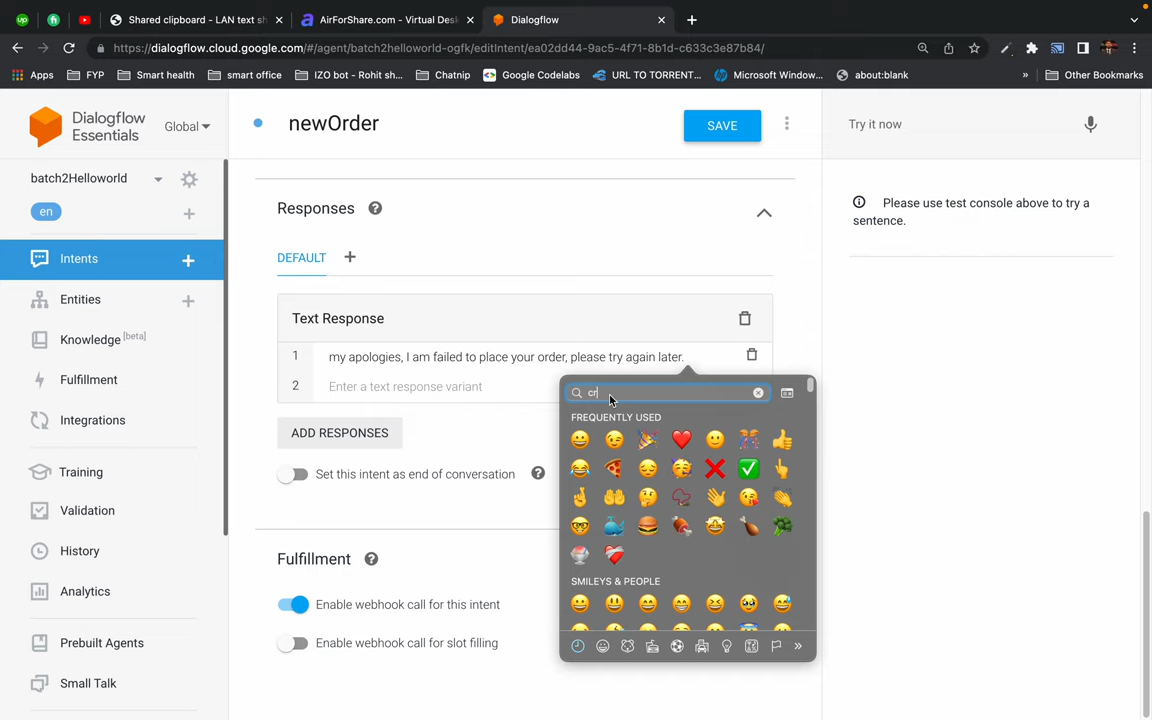 Shared clipboard - LAN text sh
AirForShare.com - Virtual Desk
Dialogflow
https://dialogflow.cloud.google.com/#/agent/batch2helloworld-ogfk/editIntent/ea02dd44-9ac5-4f71-8b1d-c633c3e87b84/
Apps
FYP
Smart health
smart office
IZO bot - Rohit sh...
Chatnip
Google Codelabs
URL TO TORRENT...
Microsoft Window...
about:blank
»
Other Bookmarks
Dialogflow
Essentials
Global
newOrder
SAVE
Try it now
batch2Helloworld
en
Please use test console above to try a
sentence.
Intents
Entities
Knowledge [beta]
Fulfillment
Integrations
Training
Validation
History
Analytics
Prebuilt Agents
Small Talk
Responses
DEFAULT
Text Response
1 my apologies, I am failed to place your order, please try again later.
2 Enter a text response variant
ADD RESPONSES
Set this intent as end of conversation
Fulfillment
Enable webhook call for this intent
Enable webhook call for slot filling
cr
FREQUENTLY USED
SMILEYS & PEOPLE
»